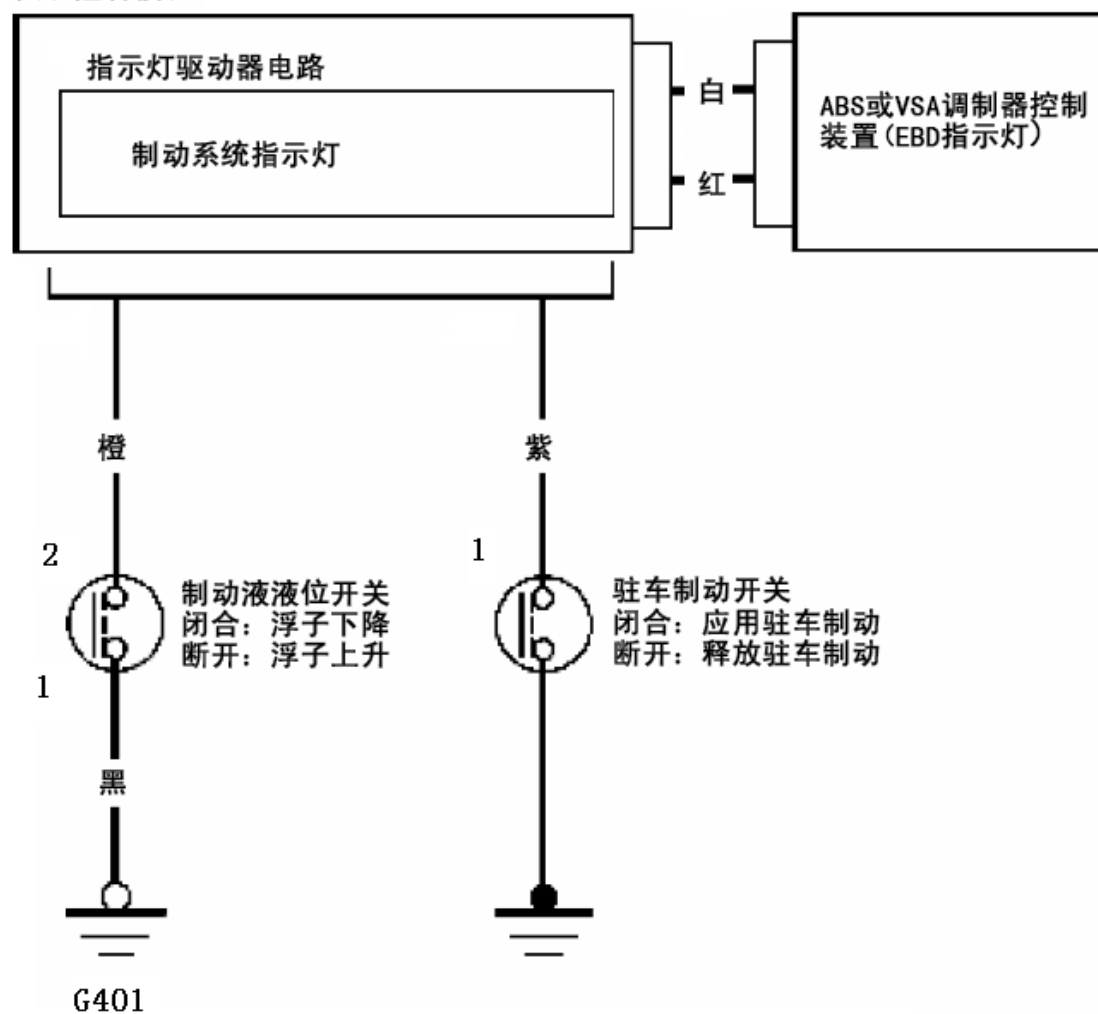 指示灯驱动器电路
制动系统指示灯
白
红
ABS或VSA调制器控制
装置(EBD指示灯)
橙
紫
2
制动液液位开关
闭合：浮子下降
断开：浮子上升
1
1
驻车制动开关
闭合：应用驻车制动
断开：释放驻车制动
黑
G401